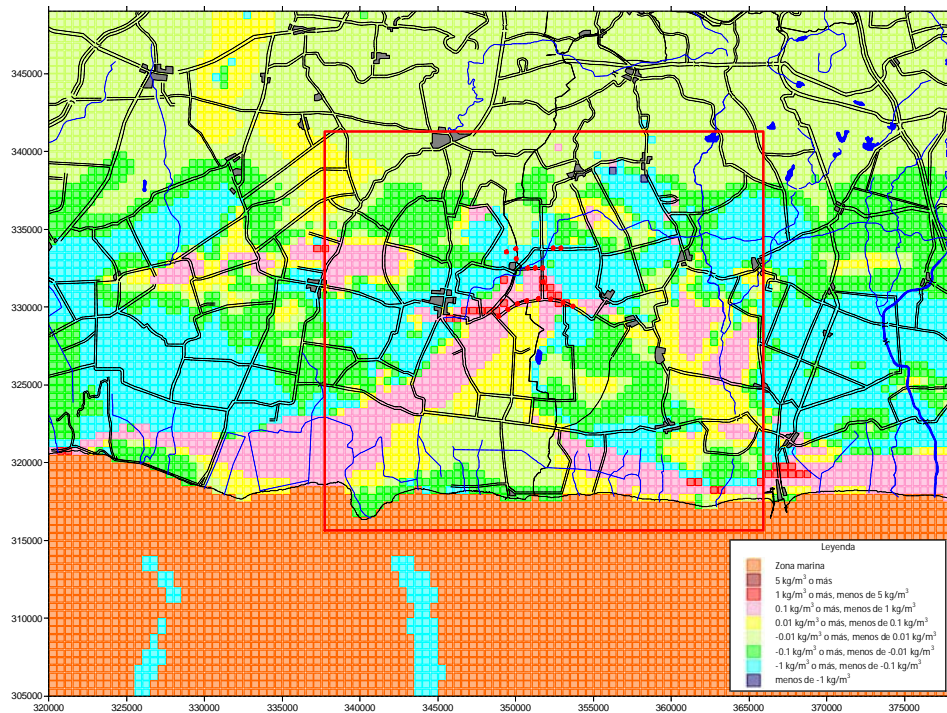 345000
340000
335000
330000
325000
320000
315000
310000
305000
320000 325000 330000 335000 340000 345000 350000 355000 360000 365000 370000 375000
Leyenda
Zona marina
5 kg/m³ o más
1 kg/m³ o más, menos de 5 kg/m³
0.1 kg/m³ o más, menos de 1 kg/m³
0.01 kg/m³ o más, menos de 0.1 kg/m³
-0.01 kg/m³ o más, menos de 0.01 kg/m³
-0.1 kg/m³ o más, menos de -0.01 kg/m³
-1 kg/m³ o más, menos de -0.1 kg/m³
menos de -1 kg/m³